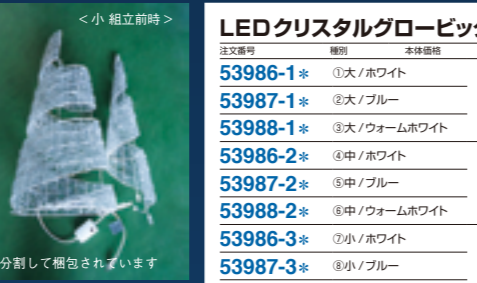 <小 組立前時>
分割して梱包されています
LEDクリスタルグロービッ
注文番号 種別 本体価格
53986-1* ①大/ホワイト
53987-1* ②大/ブルー
53988-1* ③大/ウォームホワイト
53986-2* ④中/ホワイト
53987-2* ⑤中/ブルー
53988-2* ⑥中/ウォームホワイト
53986-3* ⑦小/ホワイト
53987-3* ⑧小/ブルー